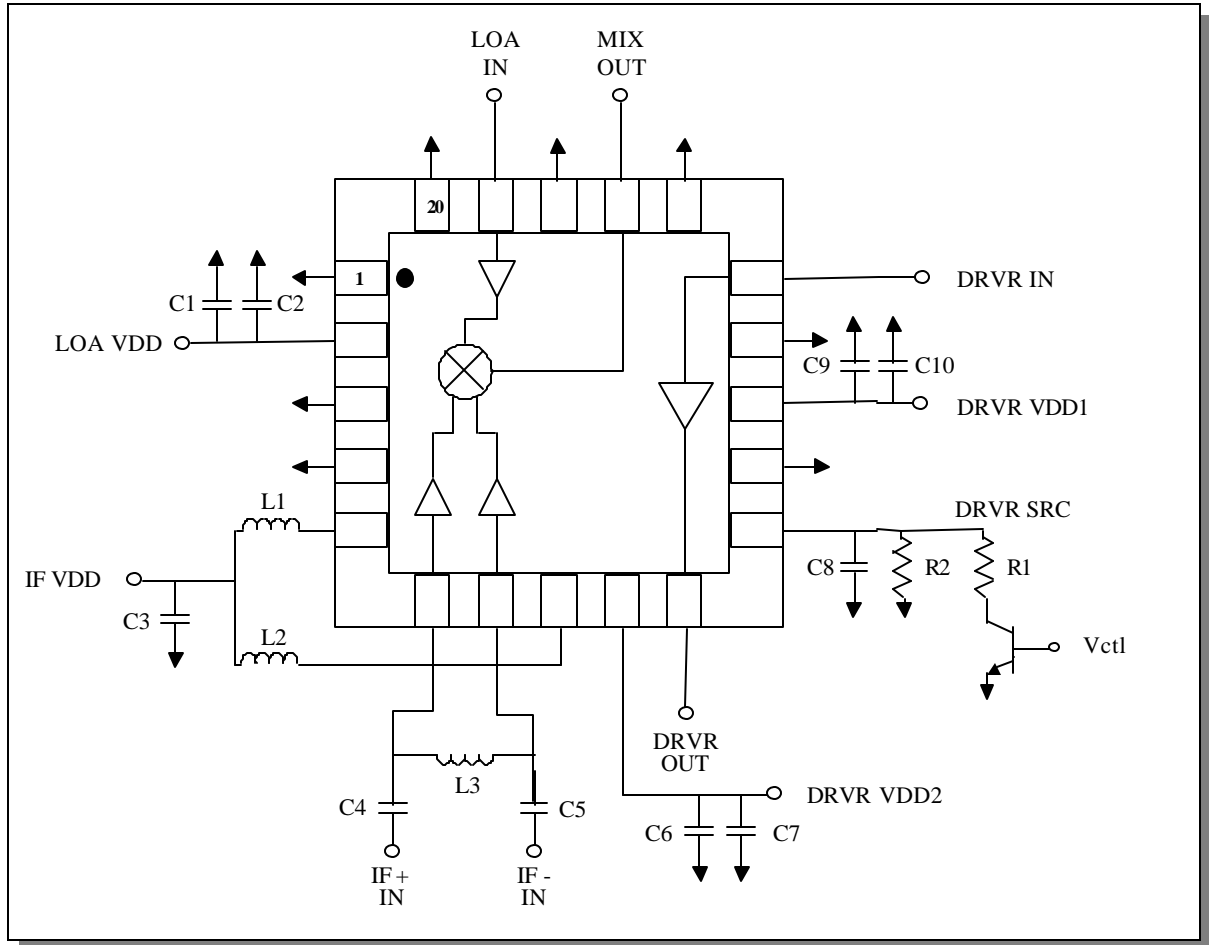 LOA
IN
MIX
OUT
20
1
C1
C2
LOA VDD
DRVR IN
C9
C10
DRVR VDD1
L1
DRVR SRC
IF VDD
C3
L2
C8
R2
R1
Vctl
DRVR
OUT
L3
C4
C5
DRVR VDD2
C6
C7
IF +
IN
IF -
IN